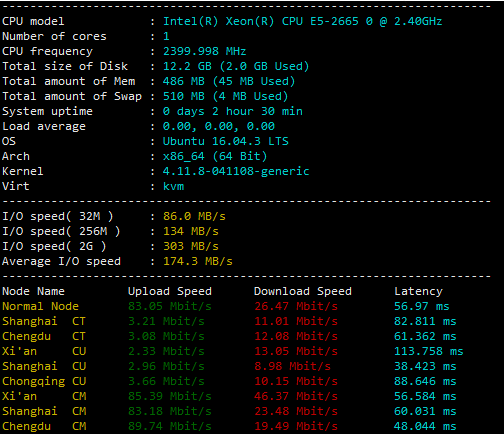 ----------------------------------------------------------------------
CPU model            : Intel(R) Xeon(R) CPU E5-2665 0 @ 2.40GHz
Number of cores      : 1
CPU frequency        : 2399.998 MHz
Total size of Disk   : 12.2 GB (2.0 GB Used)
Total amount of Mem  : 486 MB (45 MB Used)
Total amount of Swap : 510 MB (4 MB Used)
System uptime        : 0 days 2 hour 30 min
Load average         : 0.00, 0.00, 0.00
OS                   : Ubuntu 16.04.3 LTS
Arch                 : x86_64 (64 Bit)
Kernel               : 4.11.8-041108-generic
Virt                 : kvm
----------------------------------------------------------------------
I/O speed( 32M )     : 86.0 MB/s
I/O speed( 256M )    : 134 MB/s
I/O speed( 2G )      : 303 MB/s
Average I/O speed    : 174.3 MB/s
----------------------------------------------------------------------
Node Name         Upload Speed      Download Speed      Latency
Normal Node       83.05 Mbit/s      26.47 Mbit/s        56.97 ms
Shanghai  CT      3.21 Mbit/s       11.01 Mbit/s        82.811 ms
Chengdu   CT      3.08 Mbit/s       12.08 Mbit/s        61.362 ms
Xi'an     CU      2.33 Mbit/s       13.05 Mbit/s        113.758 ms
Shanghai  CU      2.96 Mbit/s       8.98 Mbit/s         38.423 ms
Chongqing CU      3.66 Mbit/s       10.15 Mbit/s        88.646 ms
Xi'an     CM      85.39 Mbit/s      46.37 Mbit/s        56.584 ms
Shanghai  CM      83.18 Mbit/s      23.48 Mbit/s        60.031 ms
Chengdu   CM      89.74 Mbit/s      19.49 Mbit/s        48.044 ms